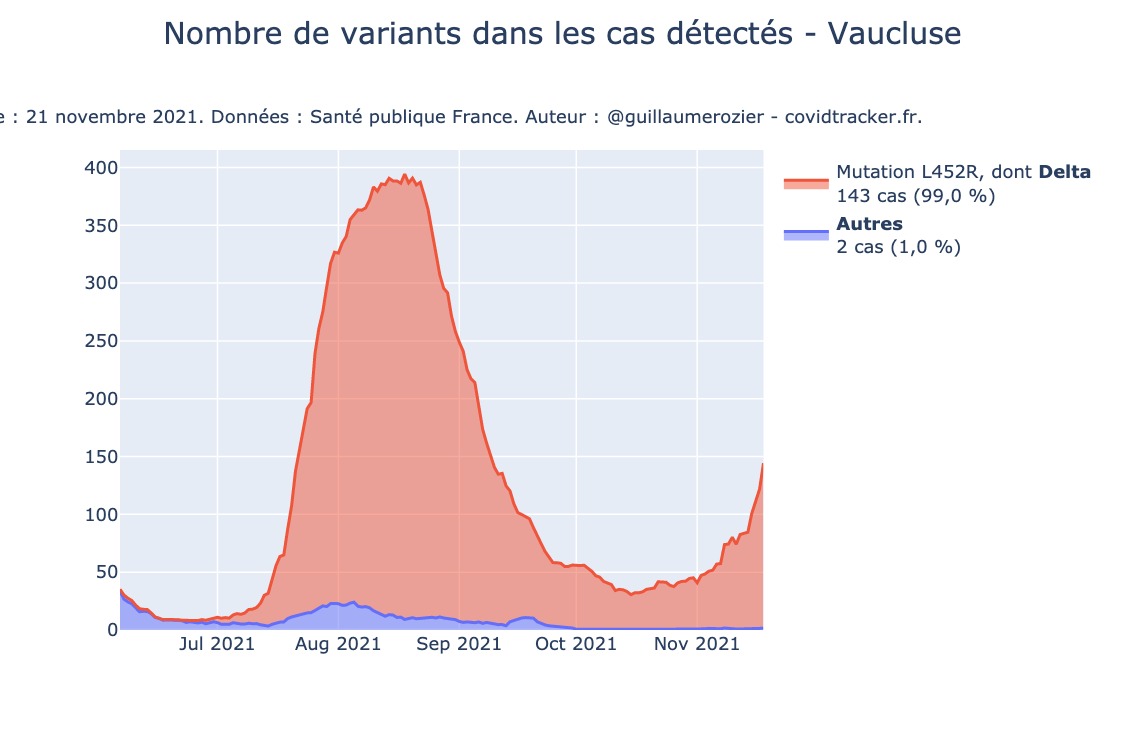 Nombre de variants dans les cas détectés - Vaucluse
: 21 novembre 2021. Données : Santé publique France. Auteur : @guillaumerozier - covidtracker.fr.
400
350
300
250
200
150
100
50
0
Jul 2021 Aug 2021 Sep 2021 Oct 2021 Nov 2021
Mutation L452R, dont Delta
143 cas (99,0 %)
Autres
2 cas (1,0 %)